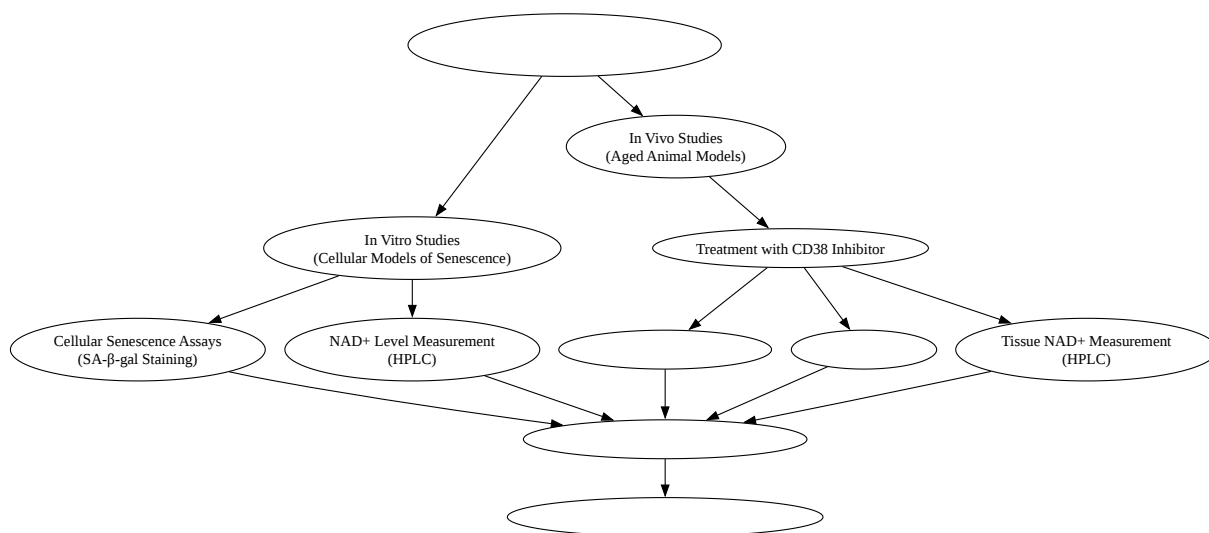 In Vivo Studies
(Aged Animal Models)
In Vitro Studies
(Cellular Models of Senescence)
Treatment with CD38 Inhibitor
Cellular Senescence Assays
(SA-β-gal Staining)
NAD+ Level Measurement
(HPLC)
Tissue NAD+ Measurement
(HPLC)